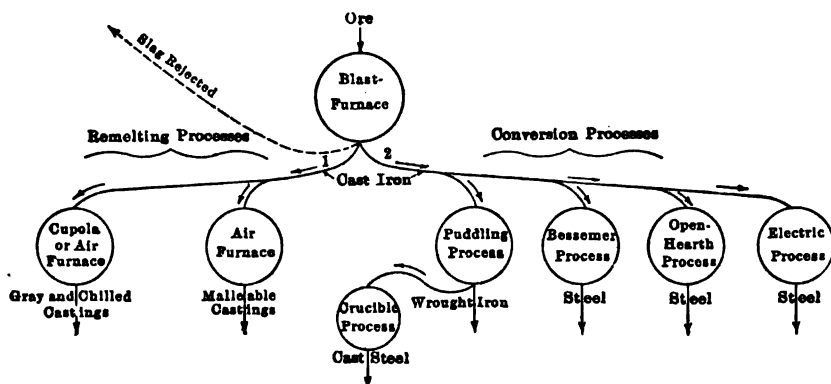 Ore
Slag Rejected
Blast-
Furnace
Remelting Processes
Conversion Processes
1
2
Cast Iron
Cupola
or Air
Furnace
Air
Furnace
Puddling
Process
Bessemer
Process
Open-
Hearth
Process
Electric
Process
Gray and Chilled
Castings
Malleable
Castings
Crucible
Process
Wrought Iron
Steel
Steel
Steel
Cast Steel